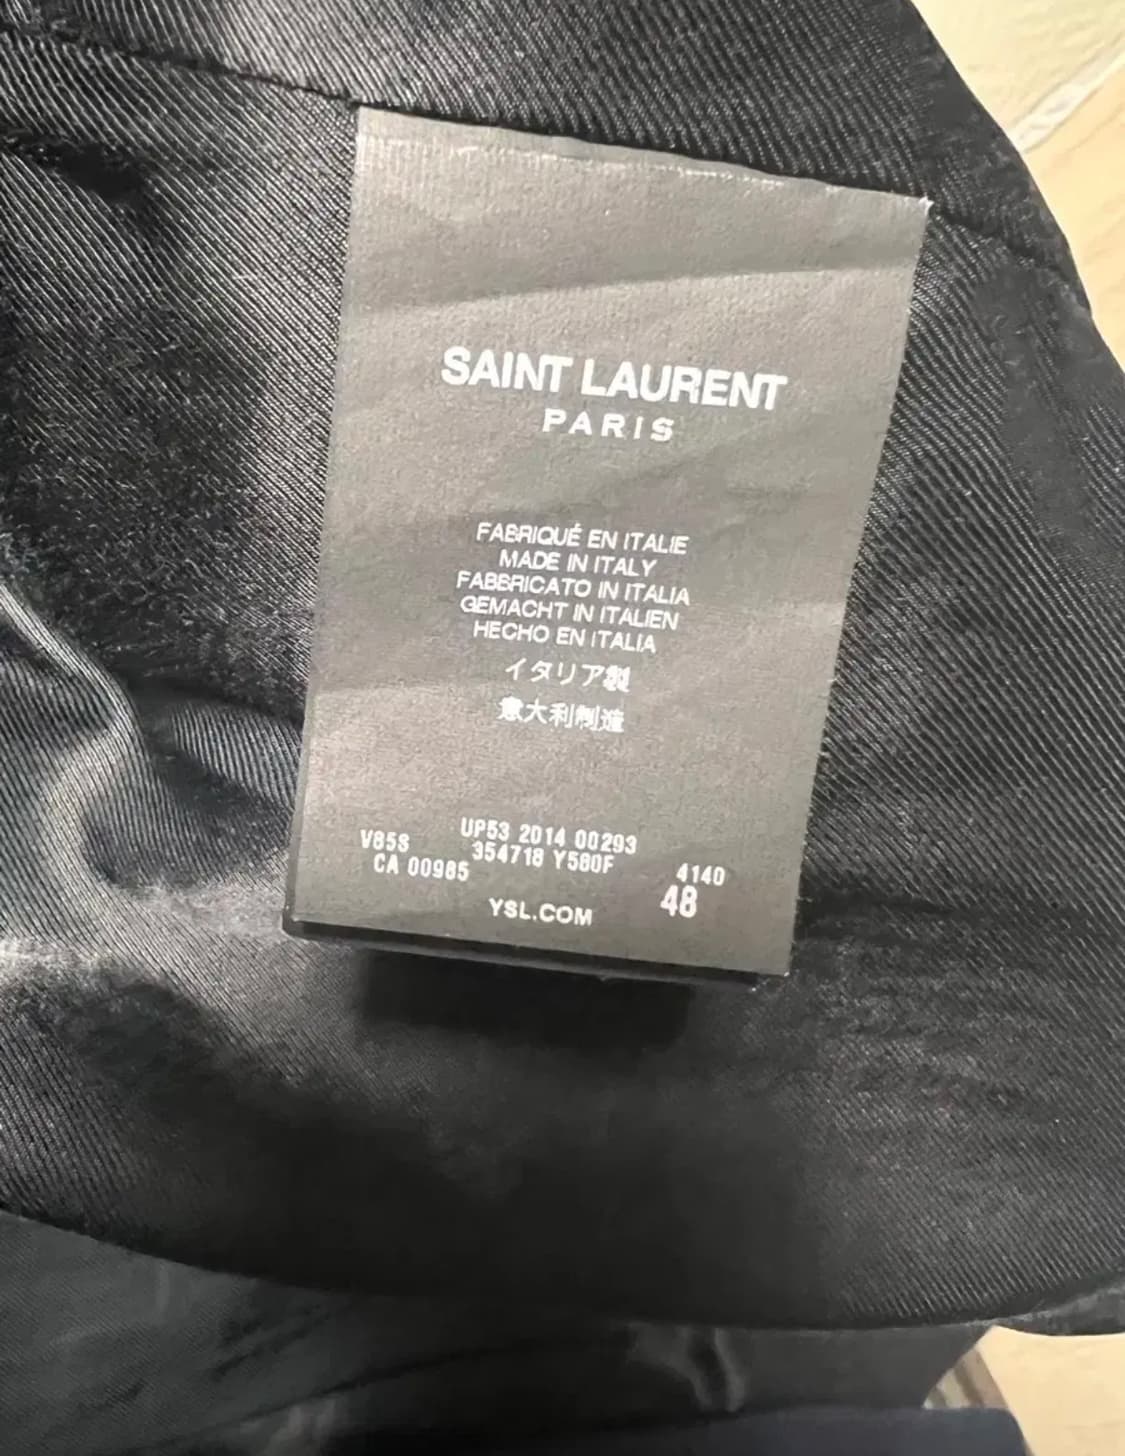 SAINT LAURENT
PARIS
FABRIQUÉ EN ITALIE
MADE IN ITALY
FABBRICATO IN ITALIA
GEMACHT IN ITALIEN
HECHO EN ITALIA
イタリア製
意大利制造
UP53 2014 00293
V85S 354718 Y580F 4140
CA 00985 48
YSL.COM